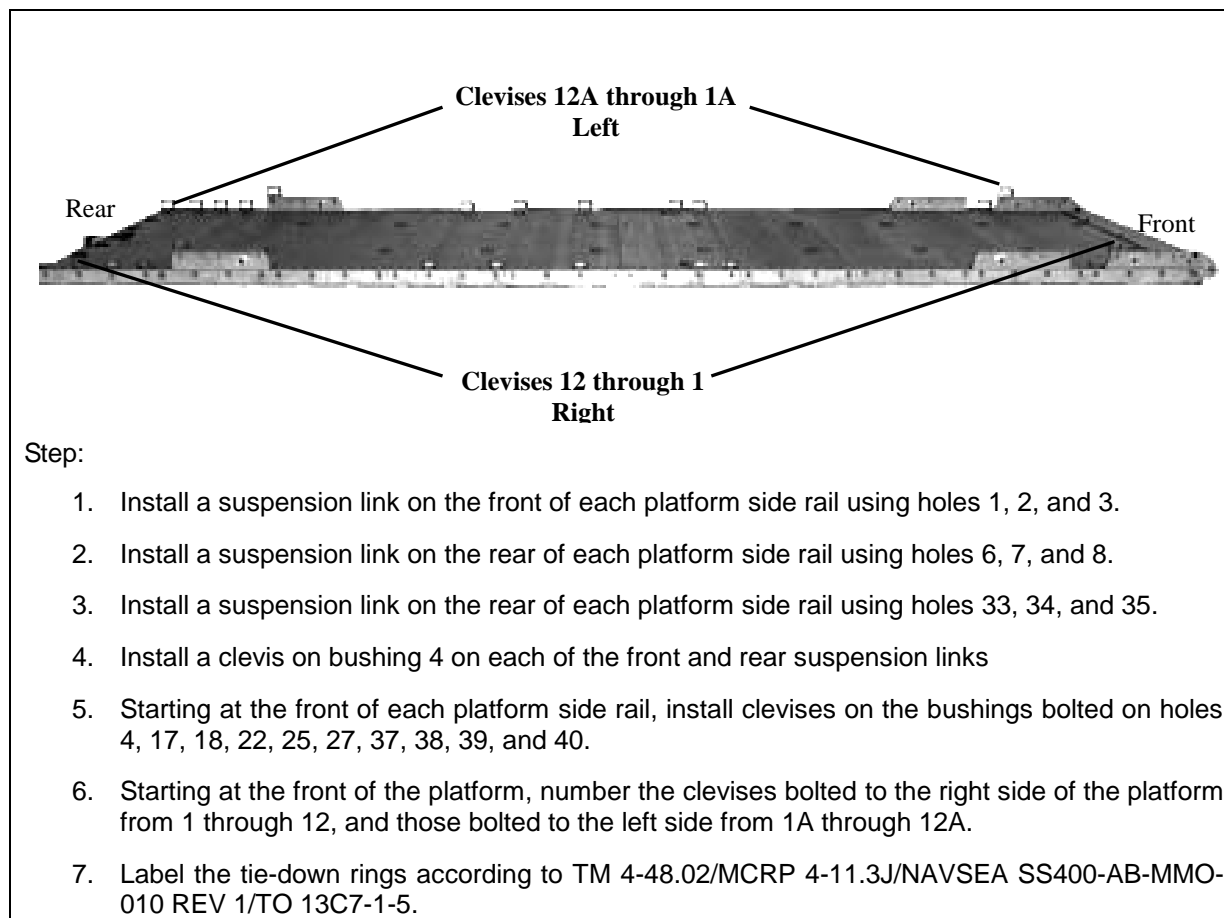 Clevises 12A through 1A
Left
Rear
Front
Clevises 12 through 1
Right
Step:
1. Install a suspension link on the front of each platform side rail using holes 1, 2, and 3.
2. Install a suspension link on the rear of each platform side rail using holes 6, 7, and 8.
3. Install a suspension link on the rear of each platform side rail using holes 33, 34, and 35.
4. Install a clevis on bushing 4 on each of the front and rear suspension links
5. Starting at the front of each platform side rail, install clevises on the bushings bolted on holes
4, 17, 18, 22, 25, 27, 37, 38, 39, and 40.
6. Starting at the front of the platform, number the clevises bolted to the right side of the platform
from 1 through 12, and those bolted to the left side from 1A through 12A.
7. Label the tie-down rings according to TM 4-48.02/MCRP 4-11.3J/NAVSEA SS400-AB-MMO-
010 REV 1/TO 13C7-1-5.